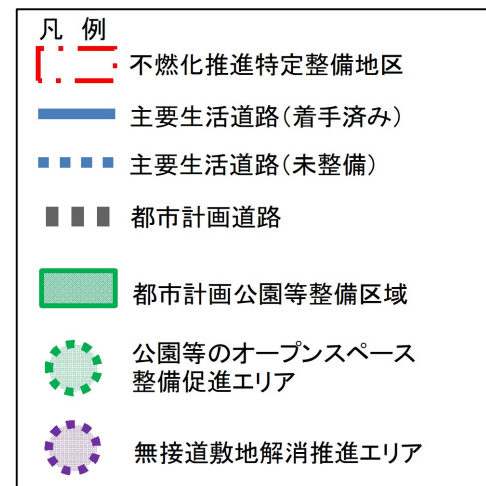 凡 例
不燃化推進特定整備地区
主要生活道路(着手済み)
主要生活道路(未整備)
都市計画道路
都市計画公園等整備区域
公園等のオープンスペース
整備促進エリア
無接道敷地解消推進エリア